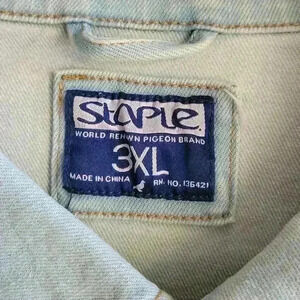 Staple
WORLD RENOWN PIGEON BRAND
3XL
MADE IN CHINA RN. NO. 136421